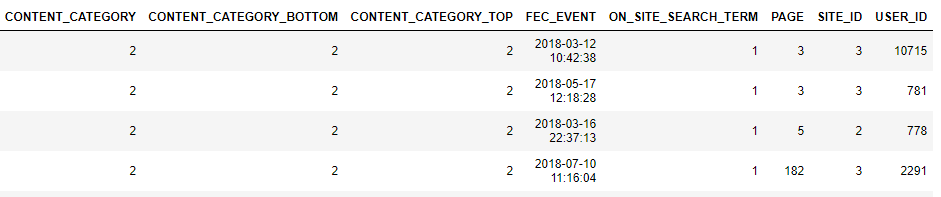 CONTENT_CATEGORY CONTENT_CATEGORY_BOTTOM CONTENT_CATEGORY_TOP FEC_EVENT ON_SITE_SEARCH_TERM PAGE SITE_ID USER_ID
2 2 2 2018-03-12 10:42:38 1 3 3 10715
2 2 2 2018-05-17 12:18:28 1 3 3 781
2 2 2 2018-03-16 22:37:13 1 5 2 778
2 2 2 2018-07-10 11:16:04 1 182 3 2291